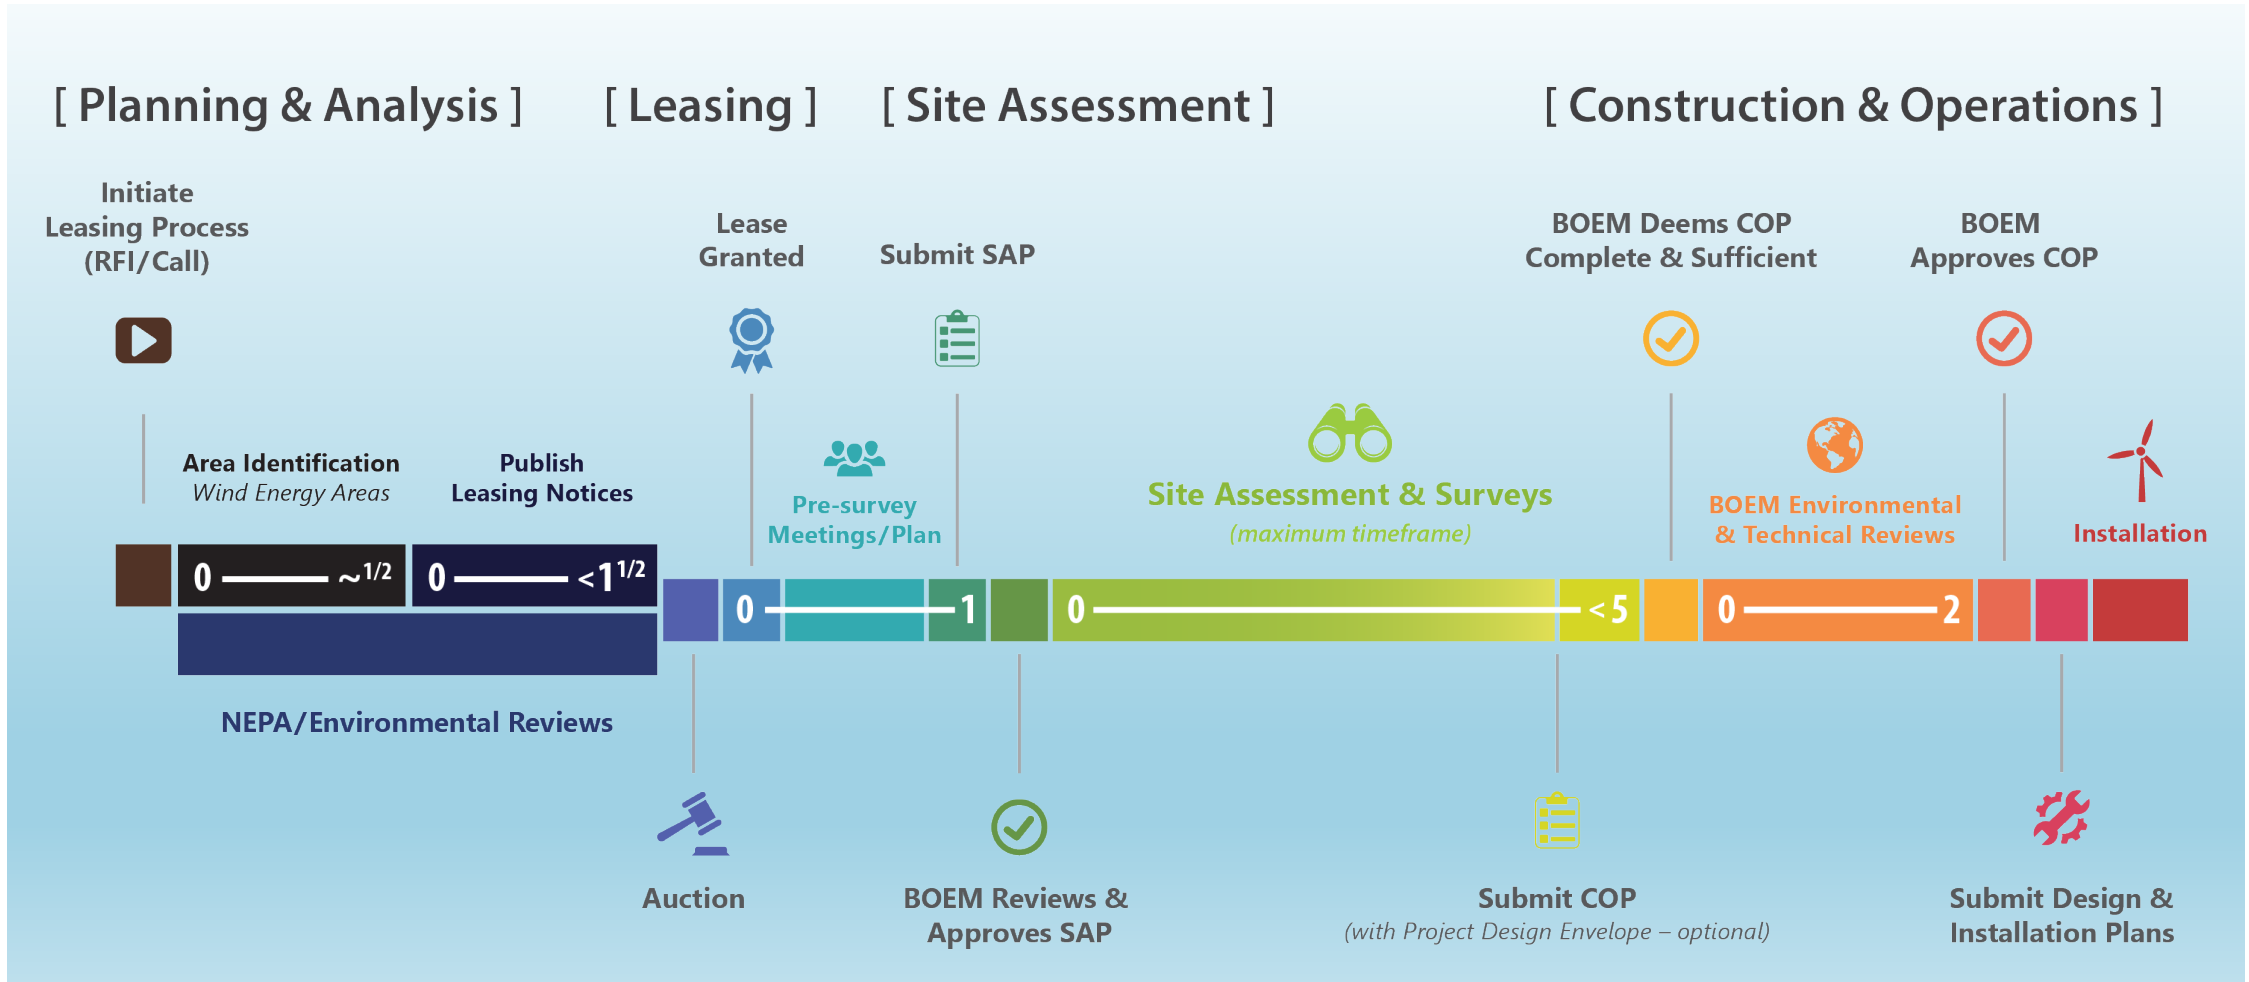 [ Planning & Analysis ]
[ Leasing ]
[ Site Assessment ]
[ Construction & Operations ]
Initiate
Leasing Process
(RFI/Call)
Lease
Granted
Submit SAP
BOEM Deems COP
Complete & Sufficient
BOEM
Approves COP
Area Identification
Wind Energy Areas
Publish
Leasing Notices
Pre-survey
Meetings/Plan
Site Assessment & Surveys
(maximum timeframe)
BOEM Environmental
& Technical Reviews
Installation
0 ~1/2
0 <1 1/2
0 1
0 <5
0 2
NEPA/Environmental Reviews
Auction
BOEM Reviews &
Approves SAP
Submit COP
(with Project Design Envelope – optional)
Submit Design &
Installation Plans